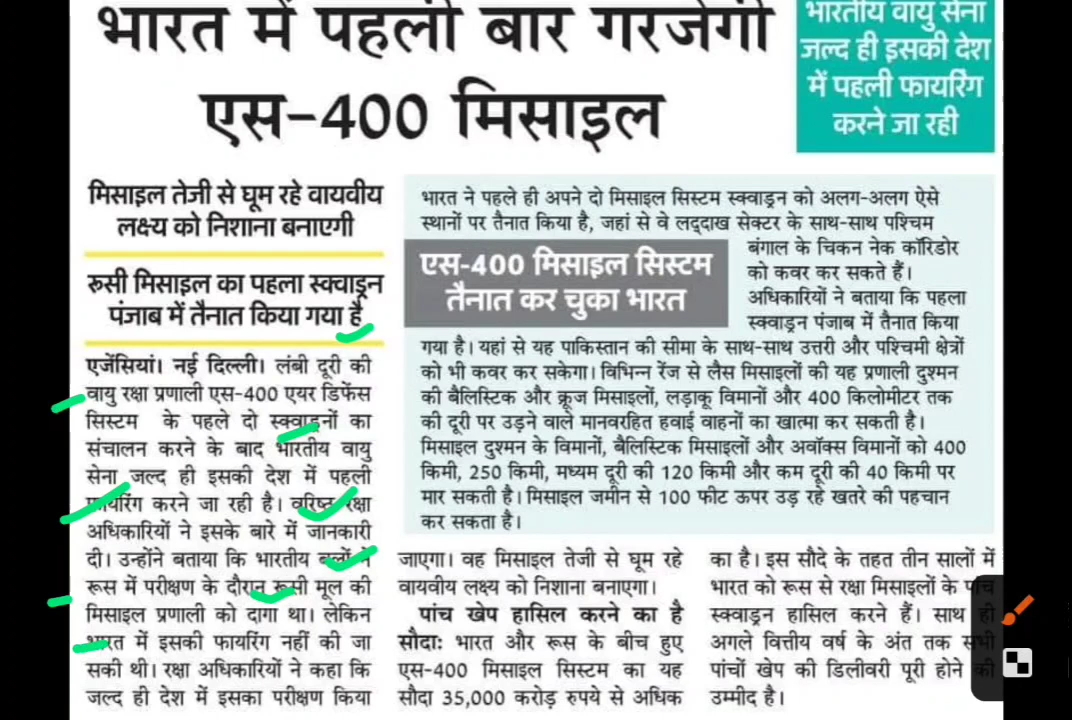 भारत में पहली बार गरजेगी
एस-400 मिसाइल
भारतीय वायु सेना
जल्द ही इसकी देश
में पहली फायरिंग
करने जा रही
मिसाइल तेजी से घूम रहे वायवीय
लक्ष्य को निशाना बनाएगी
रूसी मिसाइल का पहला स्क्वाड्रन
पंजाब में तैनात किया गया है
एजेंसियां। नई दिल्ली। लंबी दूरी की
वायु रक्षा प्रणाली एस-400 एयर डिफेंस
सिस्टम के पहले दो स्क्वाड्रनों का
संचालन करने के बाद भारतीय वायु
सेना जल्द ही इसकी देश में पहली
फायरिंग करने जा रही है। वरिष्ठ रक्षा
अधिकारियों ने इसके बारे में जानकारी
दी। उन्होंने बताया कि भारतीय बलों ने
रूस में परीक्षण के दौरान रूसी मूल की
मिसाइल प्रणाली को दागा था। लेकिन
भारत में इसकी फायरिंग नहीं की जा
सकी थी। रक्षा अधिकारियों ने कहा कि
जल्द ही देश में इसका परीक्षण किया
भारत ने पहले ही अपने दो मिसाइल सिस्टम स्क्वाड्रन को अलग-अलग ऐसे
स्थानों पर तैनात किया है, जहां से वे लद्दाख सेक्टर के साथ-साथ पश्चिम
एस-400 मिसाइल सिस्टम
तैनात कर चुका भारत
बंगाल के चिकन नेक कॉरिडोर
को कवर कर सकते हैं।
अधिकारियों ने बताया कि पहला
स्क्वाड्रन पंजाब में तैनात किया
गया है। यहां से यह पाकिस्तान की सीमा के साथ-साथ उत्तरी और पश्चिमी क्षेत्रों
को भी कवर कर सकेगा। विभिन्न रेंज से लैस मिसाइलों की यह प्रणाली दुश्मन
की बैलिस्टिक और क्रूज मिसाइलों, लड़ाकू विमानों और 400 किलोमीटर तक
की दूरी पर उड़ने वाले मानवरहित हवाई वाहनों का खात्मा कर सकती है।
मिसाइल दुश्मन के विमानों, बैलिस्टिक मिसाइलों और अवॉक्स विमानों को 400
किमी, 250 किमी, मध्यम दूरी की 120 किमी और कम दूरी की 40 किमी पर
मार सकती है। मिसाइल जमीन से 100 फीट ऊपर उड़ रहे खतरे की पहचान
कर सकता है।
जाएगा। वह मिसाइल तेजी से घूम रहे
वायवीय लक्ष्य को निशाना बनाएगा।
पांच खेप हासिल करने का है
सौदा: भारत और रूस के बीच हुए
एस-400 मिसाइल सिस्टम का यह
सौदा 35,000 करोड़ रुपये से अधिक
का है। इस सौदे के तहत तीन सालों में
भारत को रूस से रक्षा मिसाइलों के पांच
स्क्वाड्रन हासिल करने हैं। साथ ही
अगले वित्तीय वर्ष के अंत तक सभी
पांचों खेप की डिलीवरी पूरी होने की
उम्मीद है।